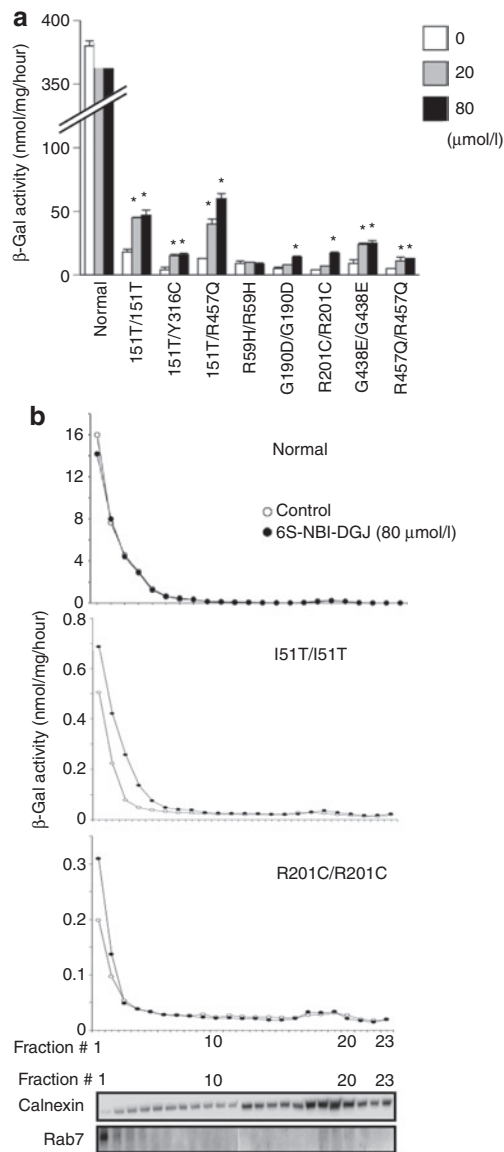 a
β-Gal activity (nmol/mg/hour)
400
350
100
50
0
0
20
80
(μmol/l)
* * * * * * * * * * * *
Normal
151T/151T
151T/Y316C
151T/R457Q
R59H/R59H
G190D/G190D
R201C/R201C
G438E/G438E
R457Q/R457Q
b
β-Gal activity (nmol/mg/hour)
16
12
8
4
0
Normal
Control
6S-NBI-DGJ (80 μmol/l)
0.8
0.6
0.4
0.2
0
I51T/I51T
0.3
0.2
0.1
0
R201C/R201C
Fraction # 1 10 20 23
Fraction # 1 10 20 23
Calnexin
Rab7